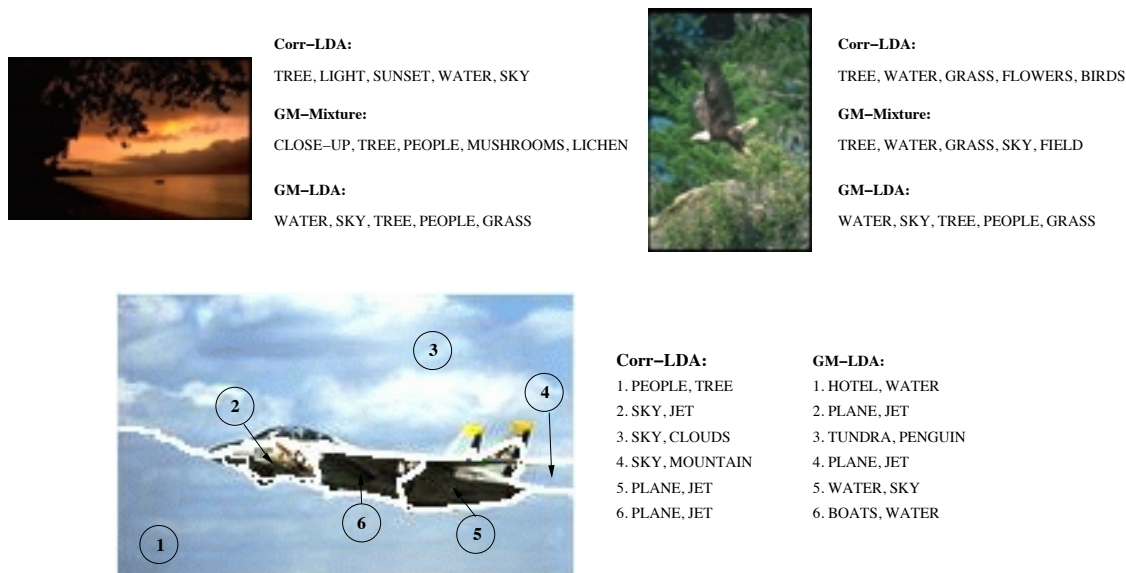 Corr–LDA:
TREE, LIGHT, SUNSET, WATER, SKY
GM–Mixture:
CLOSE–UP, TREE, PEOPLE, MUSHROOMS, LICHEN
GM–LDA:
WATER, SKY, TREE, PEOPLE, GRASS
Corr–LDA:
TREE, WATER, GRASS, FLOWERS, BIRDS
GM–Mixture:
TREE, WATER, GRASS, SKY, FIELD
GM–LDA:
WATER, SKY, TREE, PEOPLE, GRASS
3
4
2
6
5
1
Corr–LDA:
1. PEOPLE, TREE
2. SKY, JET
3. SKY, CLOUDS
4. SKY, MOUNTAIN
5. PLANE, JET
6. PLANE, JET
GM–LDA:
1. HOTEL, WATER
2. PLANE, JET
3. TUNDRA, PENGUIN
4. PLANE, JET
5. WATER, SKY
6. BOATS, WATER